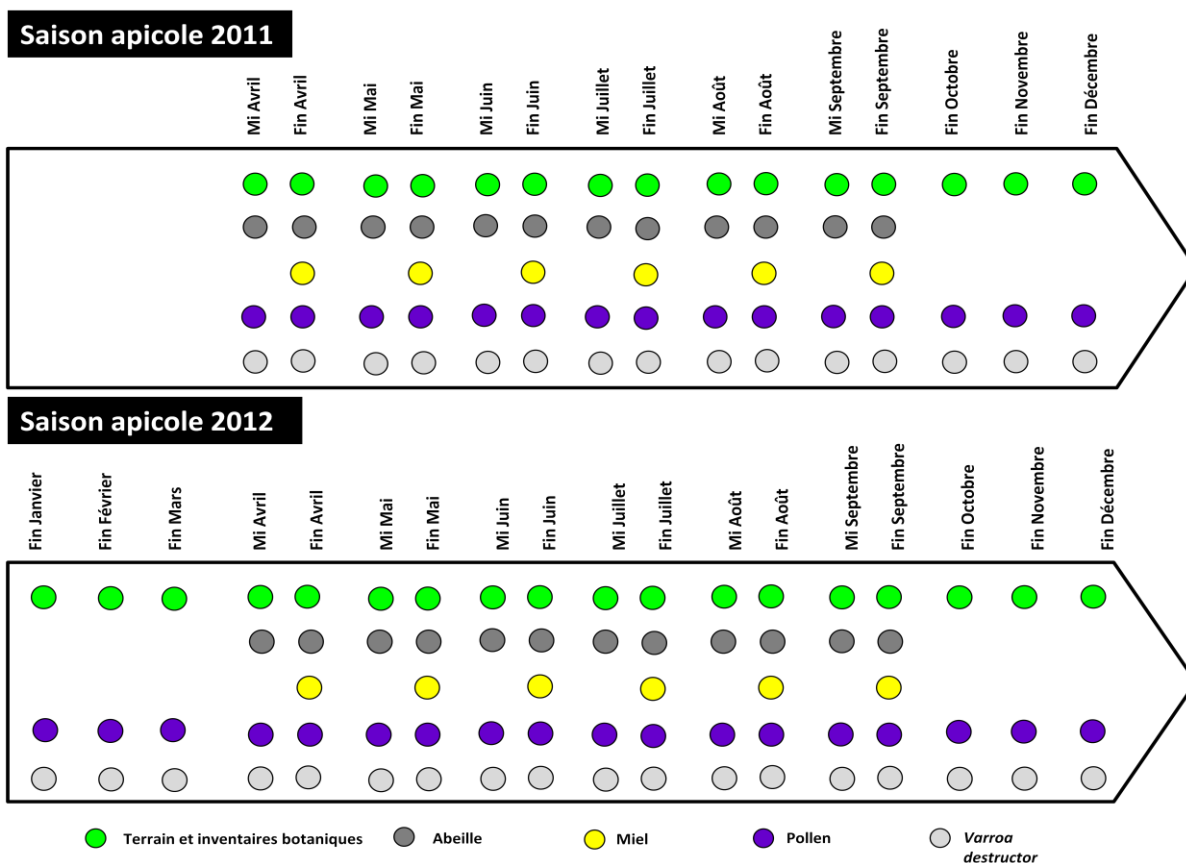 Saison apicole 2011
Mi Avril
Fin Avril
Mi Mai
Fin Mai
Mi Juin
Fin Juin
Mi Juillet
Fin Juillet
Mi Août
Fin Août
Mi Septembre
Fin Septembre
Fin Octobre
Fin Novembre
Fin Décembre
Saison apicole 2012
Fin Janvier
Fin Février
Fin Mars
Mi Avril
Fin Avril
Mi Mai
Fin Mai
Mi Juin
Fin Juin
Mi Juillet
Fin Juillet
Mi Août
Fin Août
Mi Septembre
Fin Septembre
Fin Octobre
Fin Novembre
Fin Décembre
Terrain et inventaires botaniques
Abeille
Miel
Pollen
Varroa
destructor